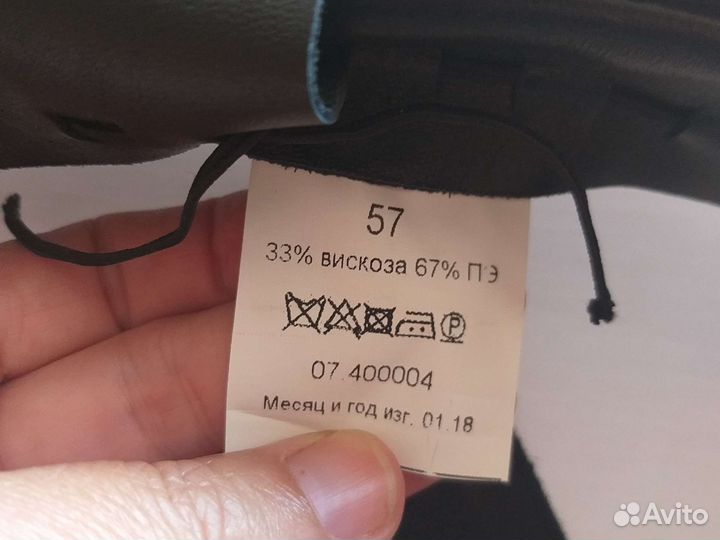 57
33% вискоза 67% ПЭ
P
07.400004
Месяц и год изг. 01.18
Avito